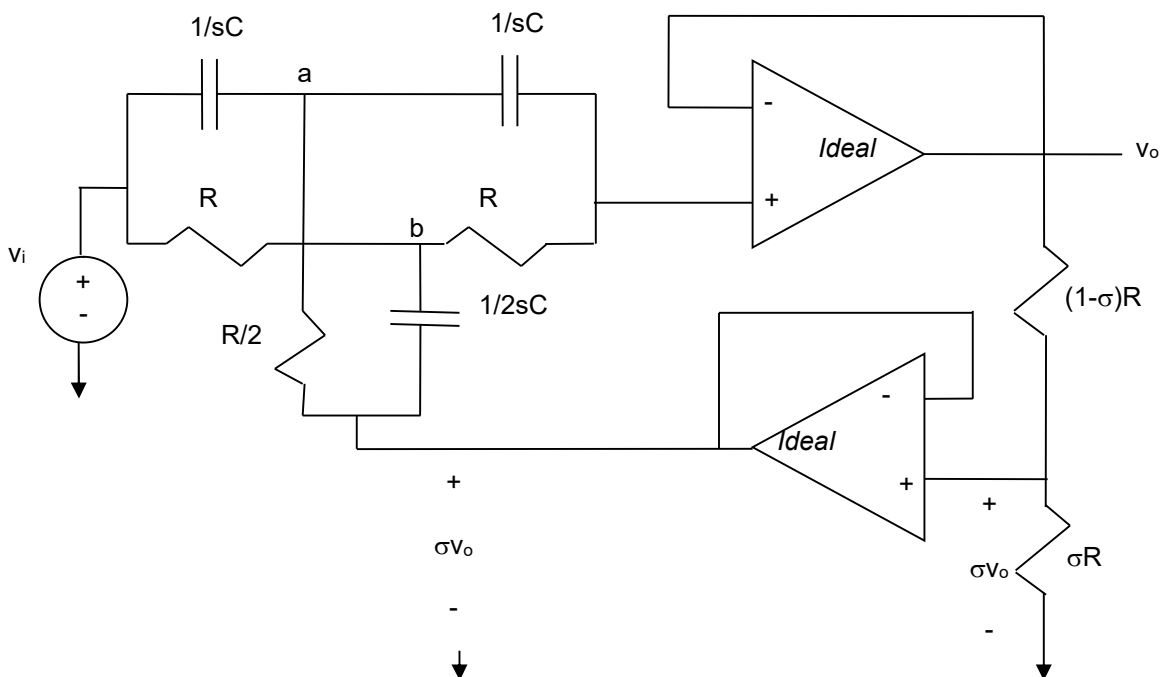 1/sC
1/sC
a
-
Ideal
vₒ
R
R
+
b
vᵢ
+
-
1/2sC
(1-σ)R
R/2
-
Ideal
+
+
+
σvₒ
σvₒ
σR
-
-